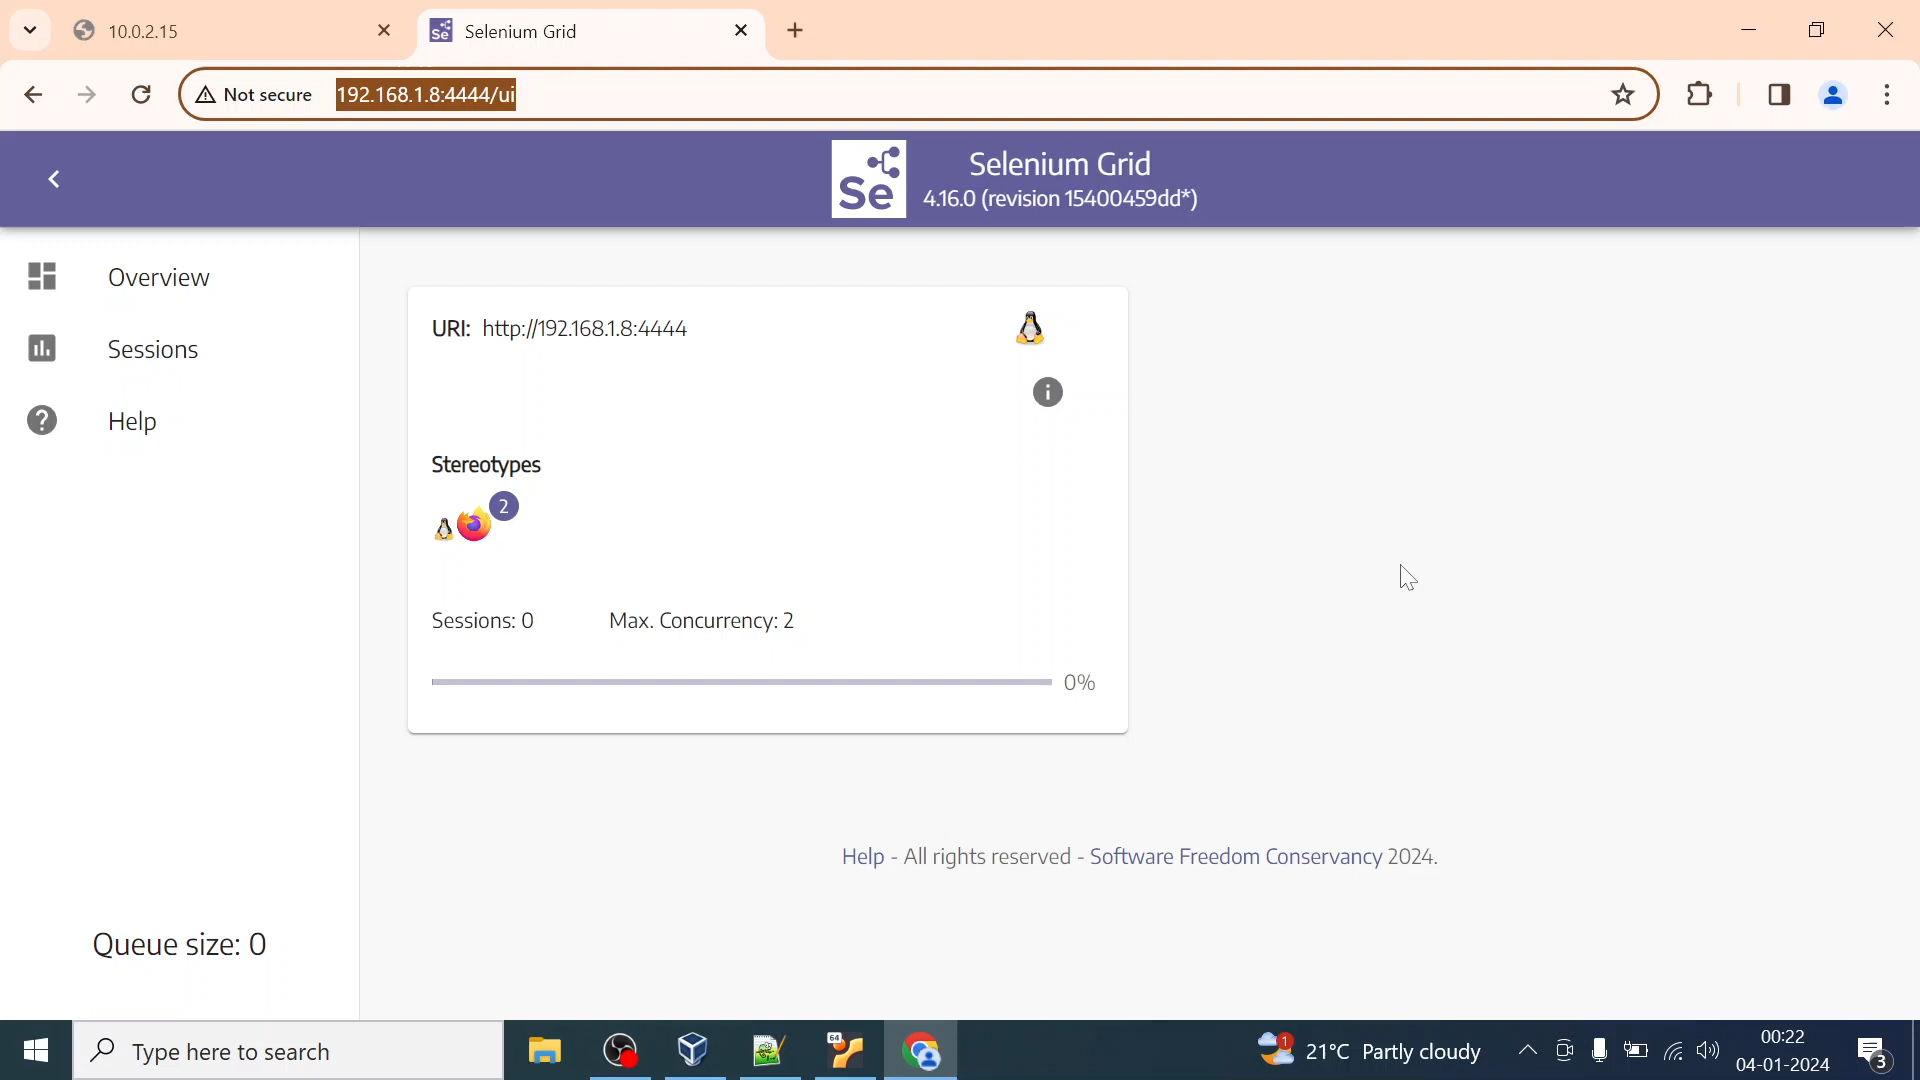 10.0.2.15
Se
Selenium Grid
Not secure
192.168.1.8:4444/ui
Se
Selenium Grid
4.16.0 (revision 15400459dd*)
Overview
Sessions
Help
URI: http://192.168.1.8:4444
Stereotypes
2
Sessions: 0
Max. Concurrency: 2
0%
Help - All rights reserved - Software Freedom Conservancy 2024.
Queue size: 0
Type here to search
64
1
21°C Partly cloudy
00:22
04-01-2024
3